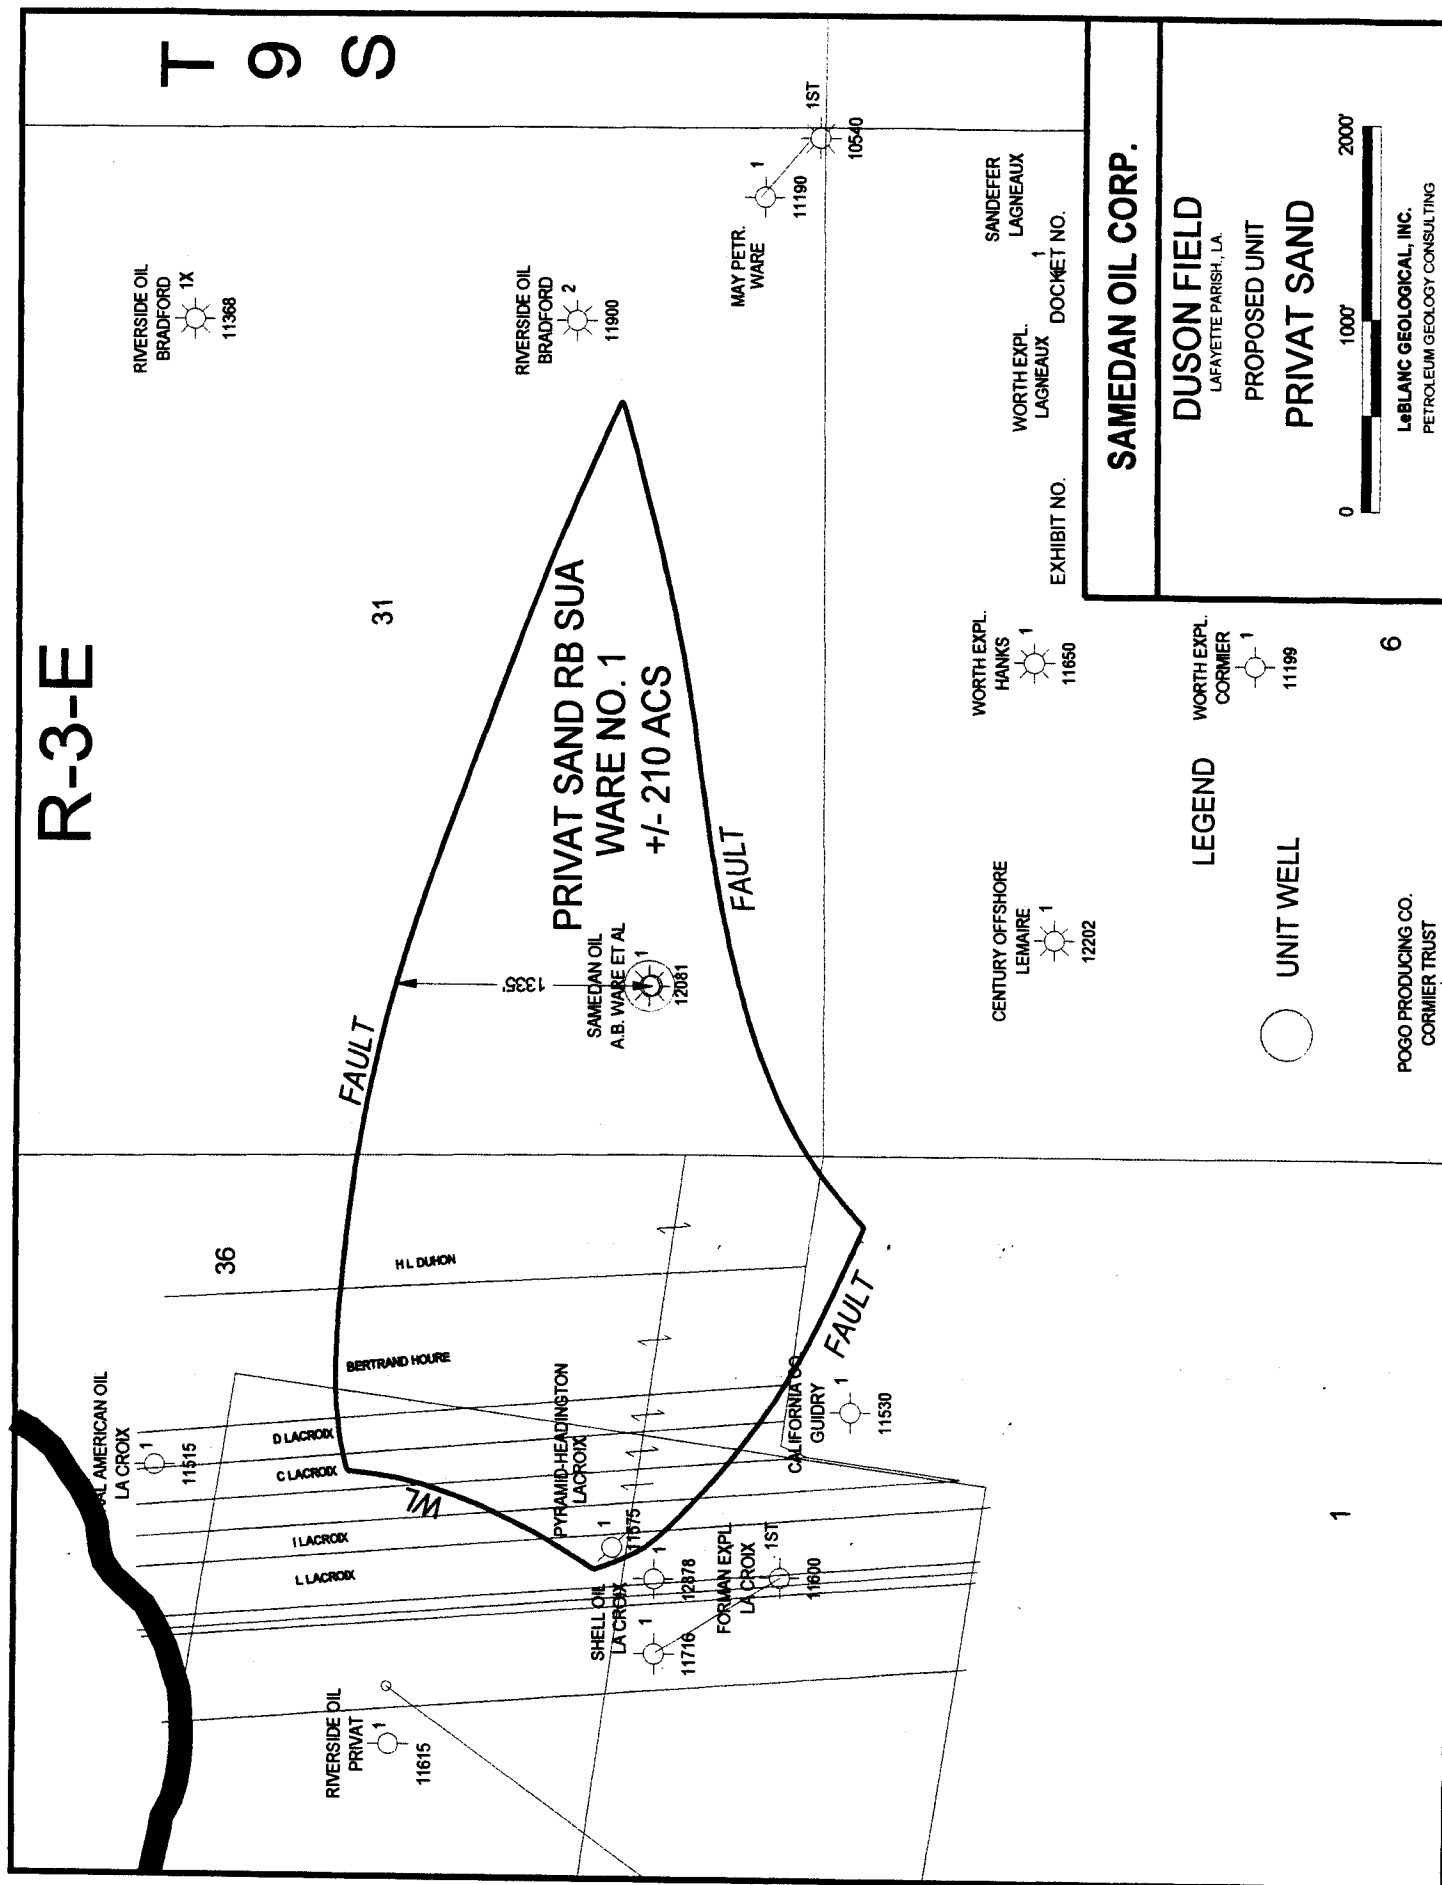 R-3-E
T
9
S
RIVERSIDE OIL
BRADFORD
1X
11368
RIVERSIDE OIL
BRADFORD
2
11900
MAY PETR.
WARE
1
11190
1ST
10540
31
36
PRIVAT SAND RB SUA
WARE NO. 1
+/- 210 ACS
FAULT
FAULT
FAULT
WL
1335'
SAMEDAN OIL
A.B. WARE ET AL
1
12081
H L DUHON
BERTRAND HOURE
D LACROIX
C LACROIX
I LACROIX
L LACROIX
AL AMERICAN OIL
LA CROIX
1
11515
PYRAMID-HEADINGTON
LACROIX
1
11575
SHELL OIL
LA CROIX
1
12878
1
11716
FORMAN EXPL.
LA CROIX
1ST
11600
CALIFORNIA CO.
GUIDRY
1
11530
RIVERSIDE OIL
PRIVAT
1
11615
CENTURY OFFSHORE
LEMAIRE
1
12202
WORTH EXPL.
HANKS
1
11650
WORTH EXPL.
CORMIER
1
11199
WORTH EXPL.
LAGNEAUX
SANDEFER
LAGNEAUX
1
POGO PRODUCING CO.
CORMIER TRUST
6
1
LEGEND
UNIT WELL
EXHIBIT NO.
DOCKET NO.
SAMEDAN OIL CORP.
DUSON FIELD
LAFAYETTE PARISH, LA.
PROPOSED UNIT
PRIVAT SAND
0 1000' 2000'
LeBLANC GEOLOGICAL, INC.
PETROLEUM GEOLOGY CONSULTING